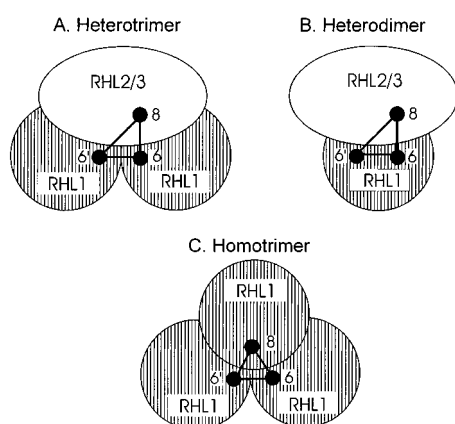 A. Heterotrimer
RHL2/3
8
6'
6
RHL1
RHL1
B. Heterodimer
RHL2/3
8
6'
6
RHL1
C. Homotrimer
RHL1
8
6'
6
RHL1
RHL1